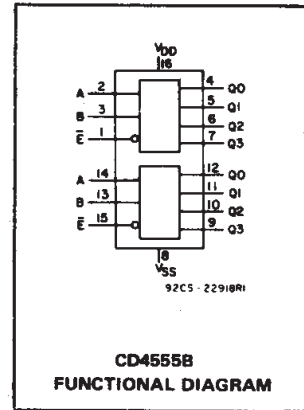 VDD
16
A 2 4 Q0
B 3 5 Q1
E̅ 1 6 Q2
7 Q3
A 14 12 Q0
B 13 11 Q1
E̅ 15 10 Q2
9 Q3
8
VSS
92CS-22918R1
CD4555B
FUNCTIONAL DIAGRAM